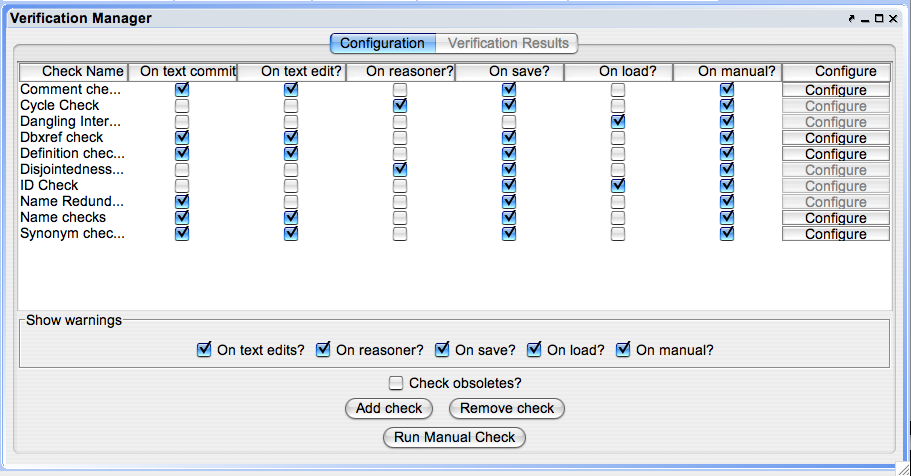 Verification Manager
Configuration Verification Results
Check Name On text commit On text edit? On reasoner? On save? On load? On manual? Configure
Comment che... Configure
Cycle Check Configure
Dangling Inter... Configure
Dbxref check Configure
Definition chec... Configure
Disjointedness... Configure
ID Check Configure
Name Redund... Configure
Name checks Configure
Synonym chec... Configure
Show warnings
On text edits? On reasoner? On save? On load? On manual?
Check obsoletes?
Add check Remove check
Run Manual Check